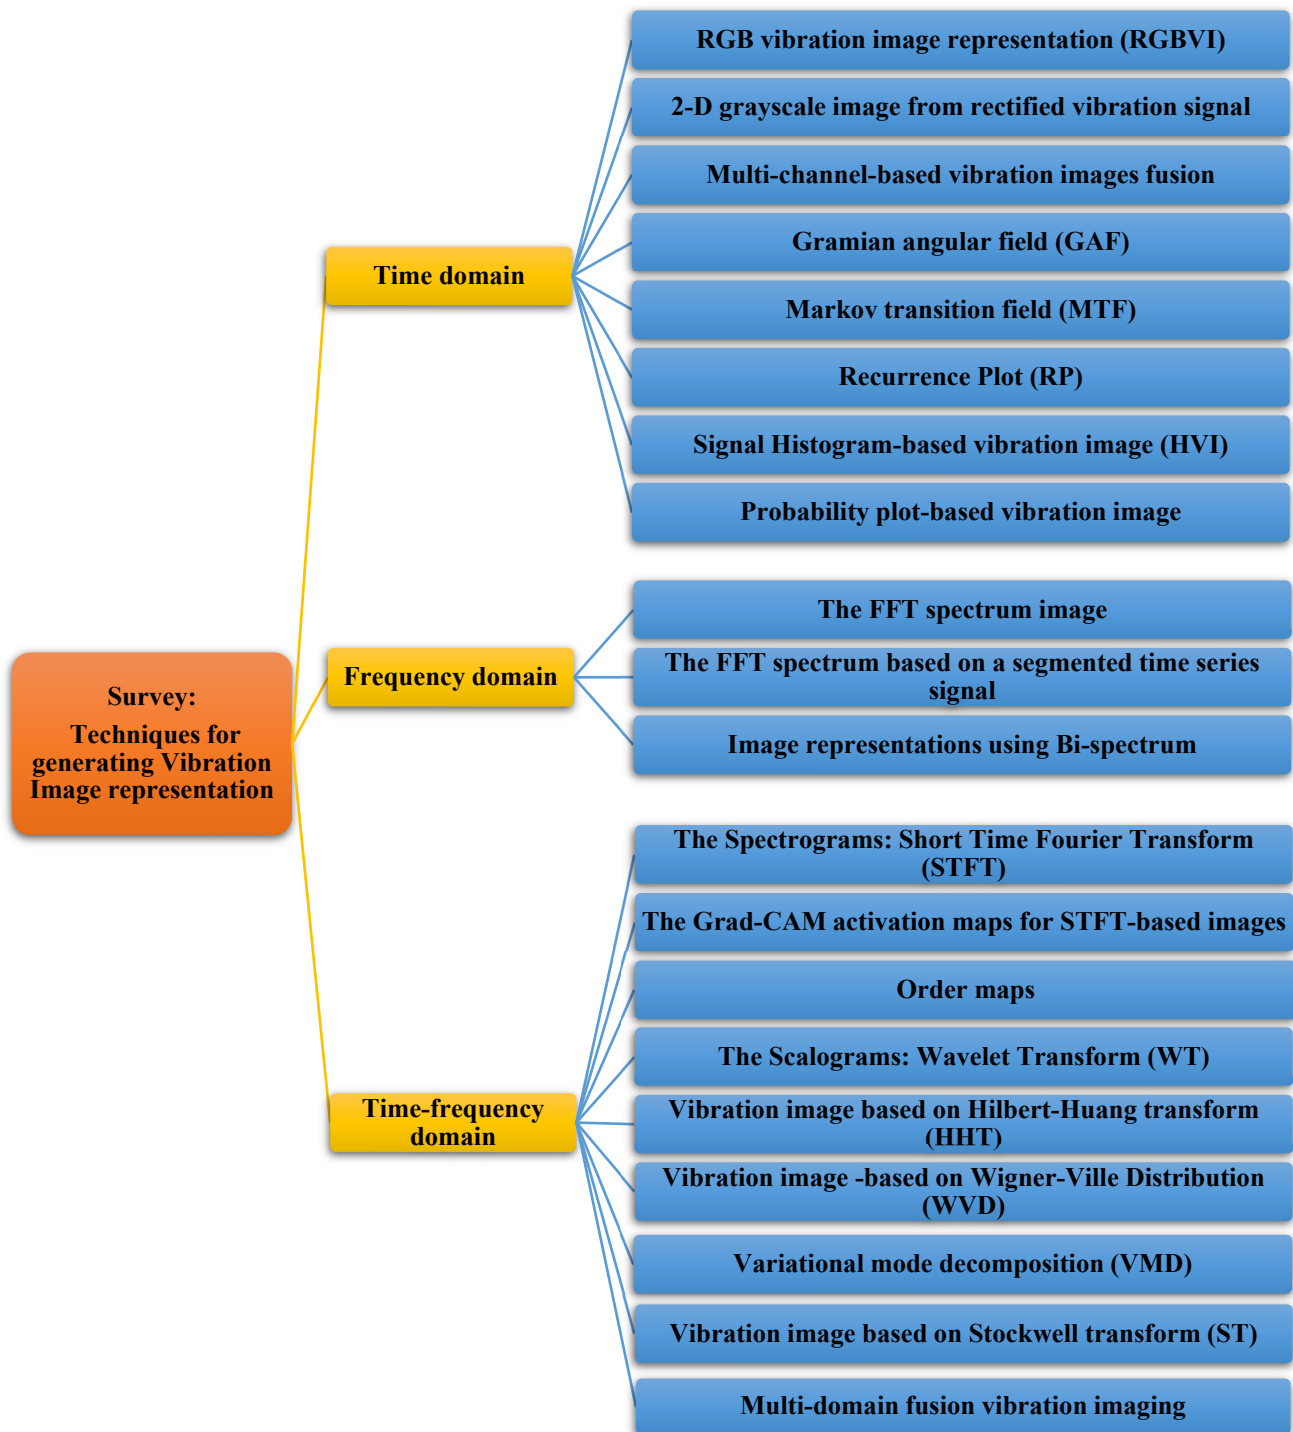 RGB vibration image representation (RGBVI)
2-D grayscale image from rectified vibration signal
Multi-channel-based vibration images fusion
Gramian angular field (GAF)
Time domain
Markov transition field (MTF)
Recurrence Plot (RP)
Signal Histogram-based vibration image (HVI)
Probability plot-based vibration image
The FFT spectrum image
Frequency domain
The FFT spectrum based on a segmented time series
signal
Image representations using Bi-spectrum
Survey:
Techniques for
generating Vibration
Image representation
The Spectrograms: Short Time Fourier Transform
(STFT)
The Grad-CAM activation maps for STFT-based images
Order maps
The Scalograms: Wavelet Transform (WT)
Time-frequency
domain
Vibration image based on Hilbert-Huang transform
(HHT)
Vibration image -based on Wigner-Ville Distribution
(WVD)
Variational mode decomposition (VMD)
Vibration image based on Stockwell transform (ST)
Multi-domain fusion vibration imaging